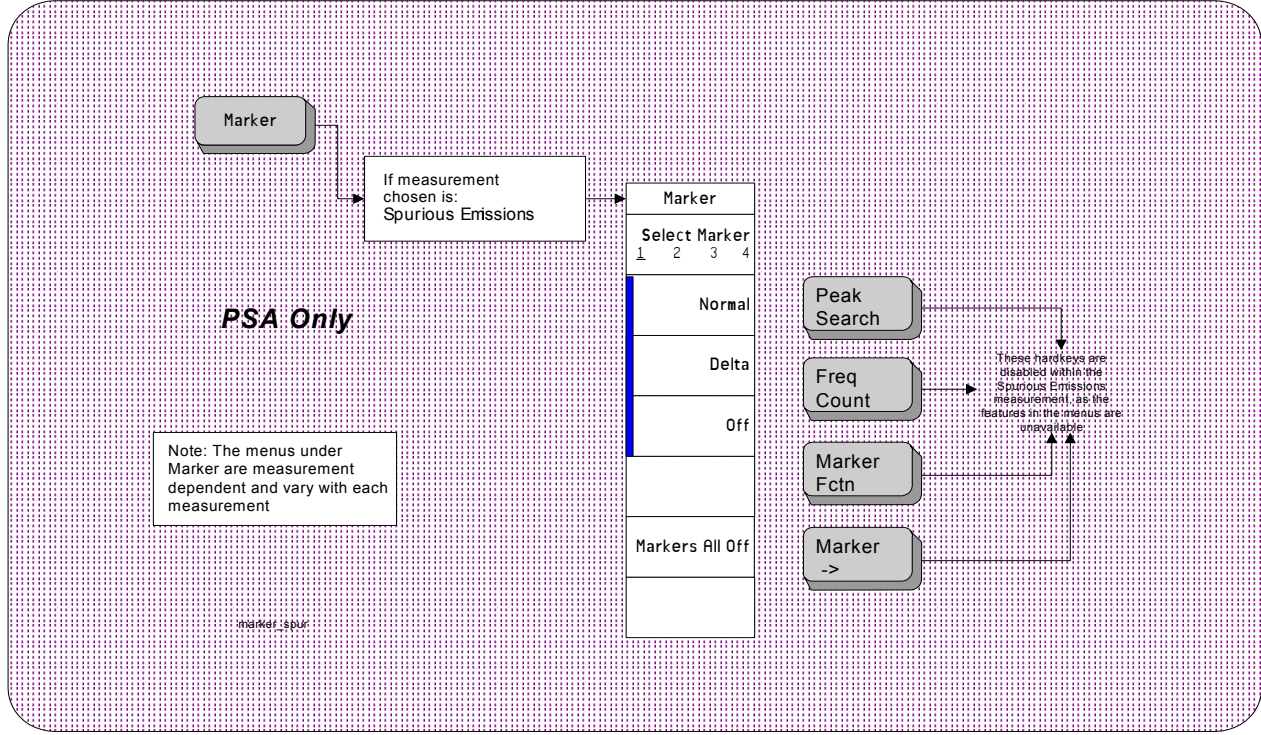 Marker
If measurement
chosen is:
Spurious Emissions
Marker
Select Marker
1 2 3 4
Normal
Delta
Off
Markers All Off
PSA Only
Note: The menus under
Marker are measurement
dependent and vary with each
measurement
marker_spur
Peak
Search
Freq
Count
Marker
Fctn
Marker
->
These hardkeys are
disabled within the
Spurious Emissions
measurement, as the
features in the menus are
unavailable